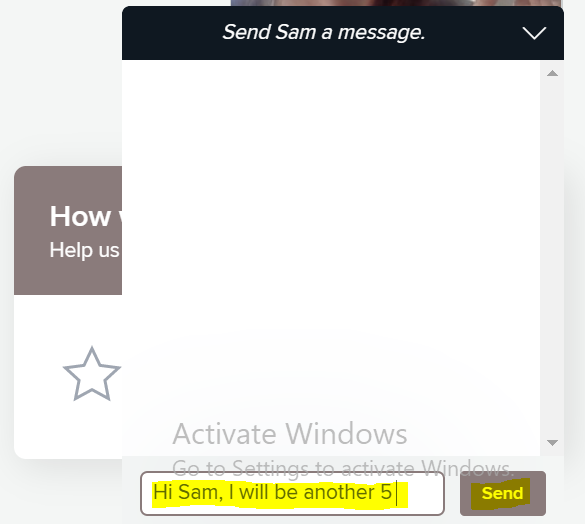 Send Sam a message.
How
Help us
Activate Windows
Go to Settings to activate Windows.
Hi Sam, I will be another 5
Send